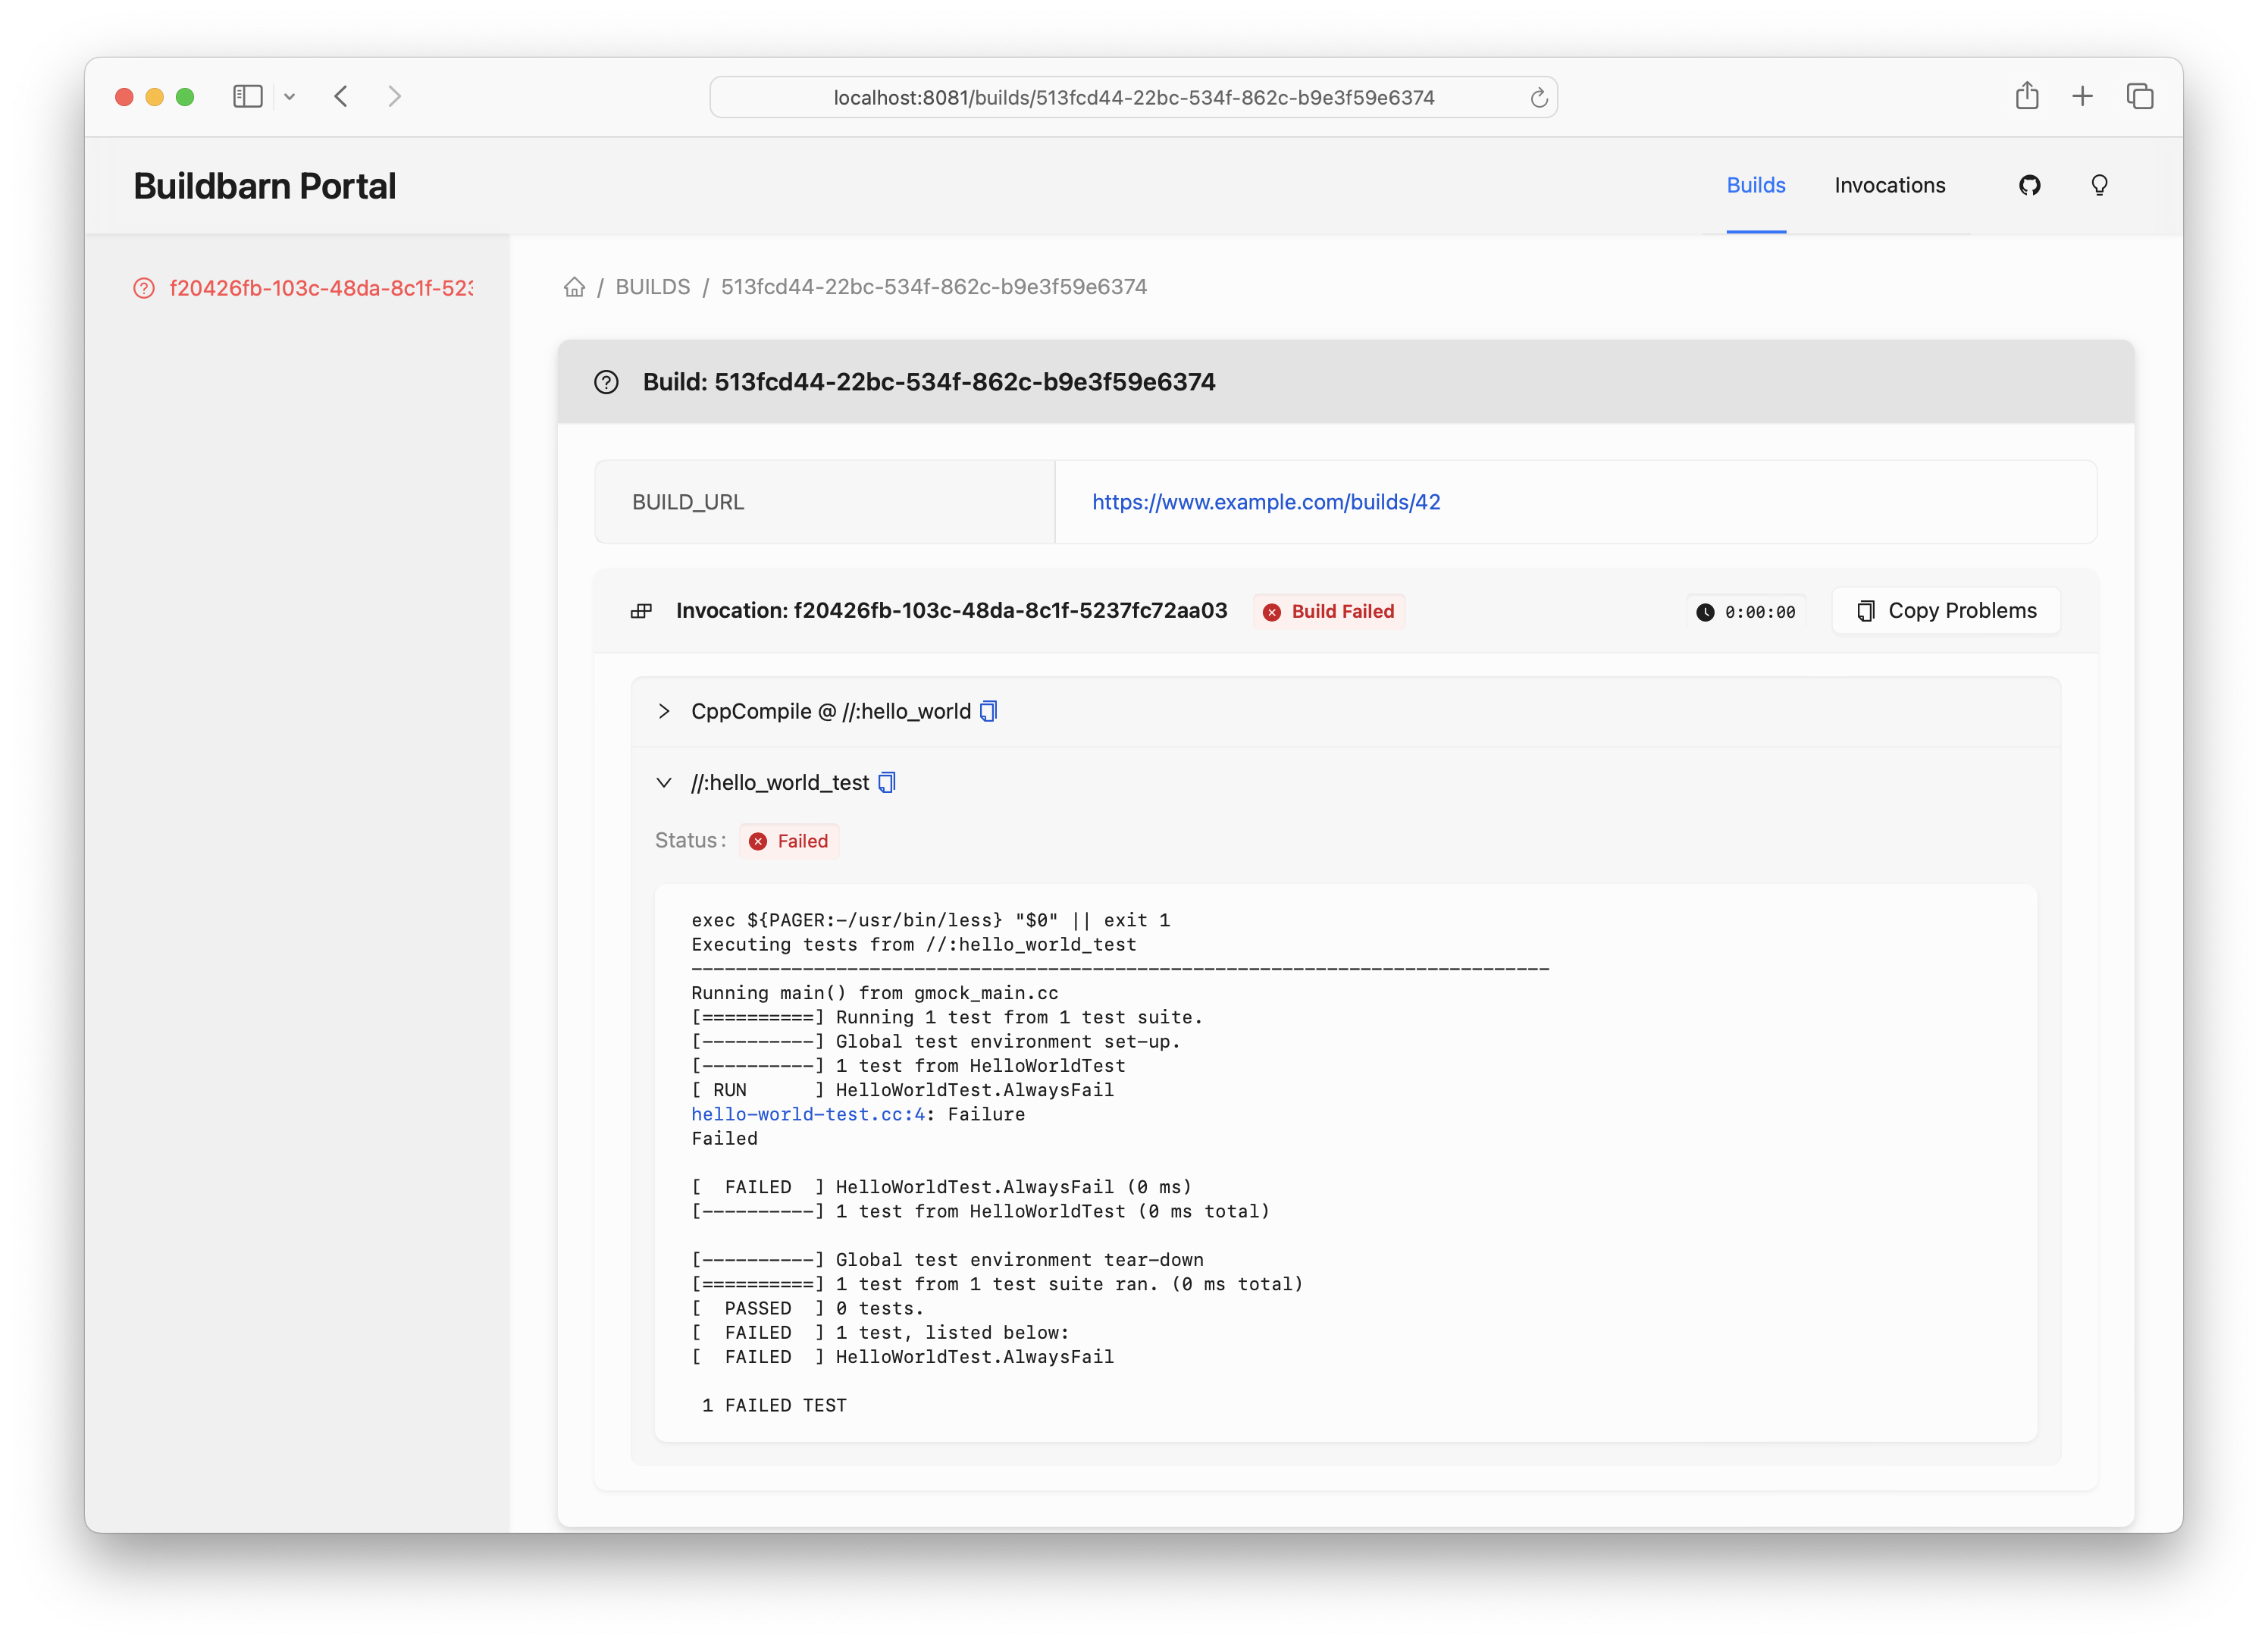 localhost:8081/builds/513fcd44-22bc-534f-862c-b9e3f59e6374
Buildbarn Portal
Builds
Invocations
f20426fb-103c-48da-8c1f-523
/ BUILDS / 513fcd44-22bc-534f-862c-b9e3f59e6374
Build: 513fcd44-22bc-534f-862c-b9e3f59e6374
BUILD_URL
https://www.example.com/builds/42
Invocation: f20426fb-103c-48da-8c1f-5237fc72aa03
Build Failed
0:00:00
Copy Problems
CppCompile @ //:hello_world
//:hello_world_test
Status:
Failed
exec ${PAGER:-/usr/bin/less} "$0" || exit 1
Executing tests from //:hello_world_test
-----------------------------------------------------------------------------
Running main() from gmock_main.cc
[==========] Running 1 test from 1 test suite.
[----------] Global test environment set-up.
[----------] 1 test from HelloWorldTest
[ RUN      ] HelloWorldTest.AlwaysFail
hello-world-test.cc:4: Failure
Failed
[  FAILED  ] HelloWorldTest.AlwaysFail (0 ms)
[----------] 1 test from HelloWorldTest (0 ms total)
[----------] Global test environment tear-down
[==========] 1 test from 1 test suite ran. (0 ms total)
[  PASSED  ] 0 tests.
[  FAILED  ] 1 test, listed below:
[  FAILED  ] HelloWorldTest.AlwaysFail
1 FAILED TEST